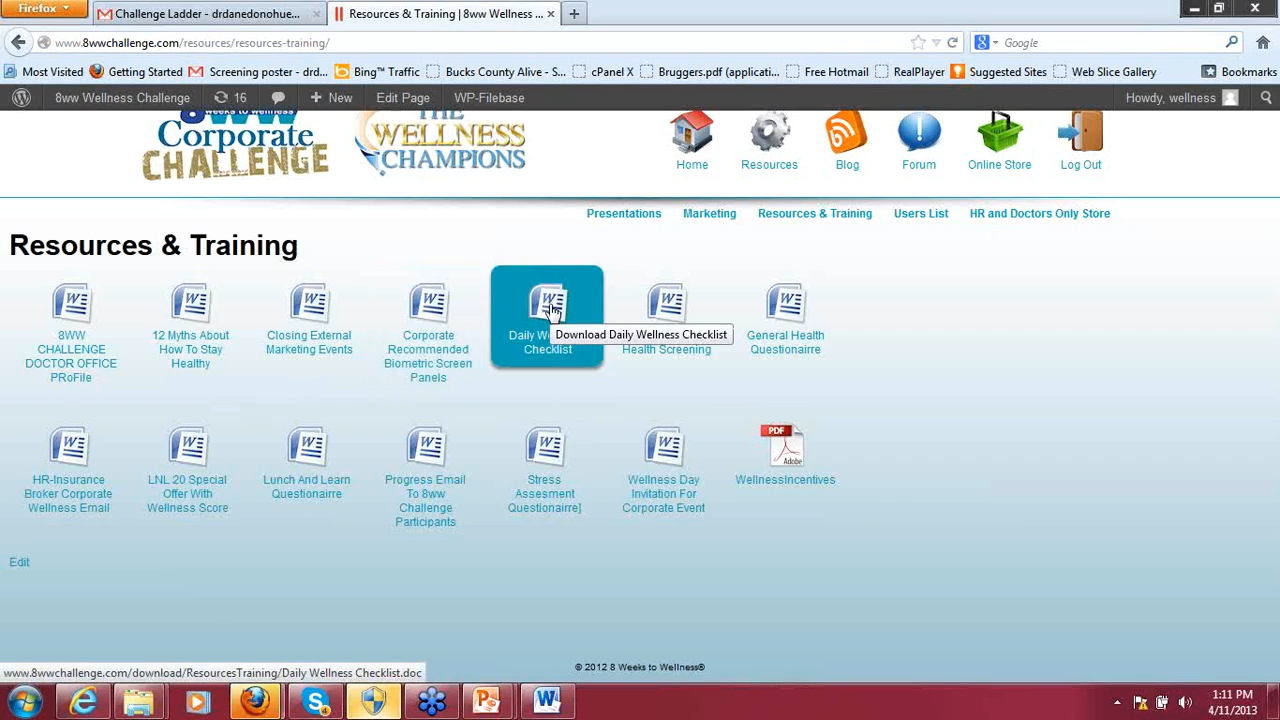 Firefox
Challenge Ladder - drdanedonohue...
Resources & Training | 8ww Wellness ...
www.8wwchallenge.com/resources/resources-training/
Google
Most Visited
Getting Started
Screening poster - drd...
Bing™ Traffic
Bucks County Alive - S...
cPanel X
Bruggers.pdf (applicati...
Free Hotmail
RealPlayer
Suggested Sites
Web Slice Gallery
Bookmarks
8ww Wellness Challenge
16
New
Edit Page
WP-Filebase
Howdy, wellness
8WW
Corporate
CHALLENGE
THE
WELLNESS
CHAMPIONS
Home
Resources
Blog
Forum
Online Store
Log Out
Presentations
Marketing
Resources & Training
Users List
HR and Doctors Only Store
Resources & Training
8WW
CHALLENGE
DOCTOR OFFICE
PRoFile
12 Myths About
How To Stay
Healthy
Closing External
Marketing Events
Corporate
Recommended
Biometric Screen
Panels
Daily W
Checklist
Download Daily Wellness Checklist
Health Screening
General Health
Questionairre
HR-Insurance
Broker Corporate
Wellness Email
LNL 20 Special
Offer With
Wellness Score
Lunch And Learn
Questionairre
Progress Email
To 8ww
Challenge
Participants
Stress
Assesment
Questionairre]
Wellness Day
Invitation For
Corporate Event
PDF
Adobe
WellnessIncentives
Edit
© 2012 8 Weeks to Wellness®
www.8wwchallenge.com/download/ResourcesTraining/Daily Wellness Checklist.doc
1:11 PM
4/11/2013